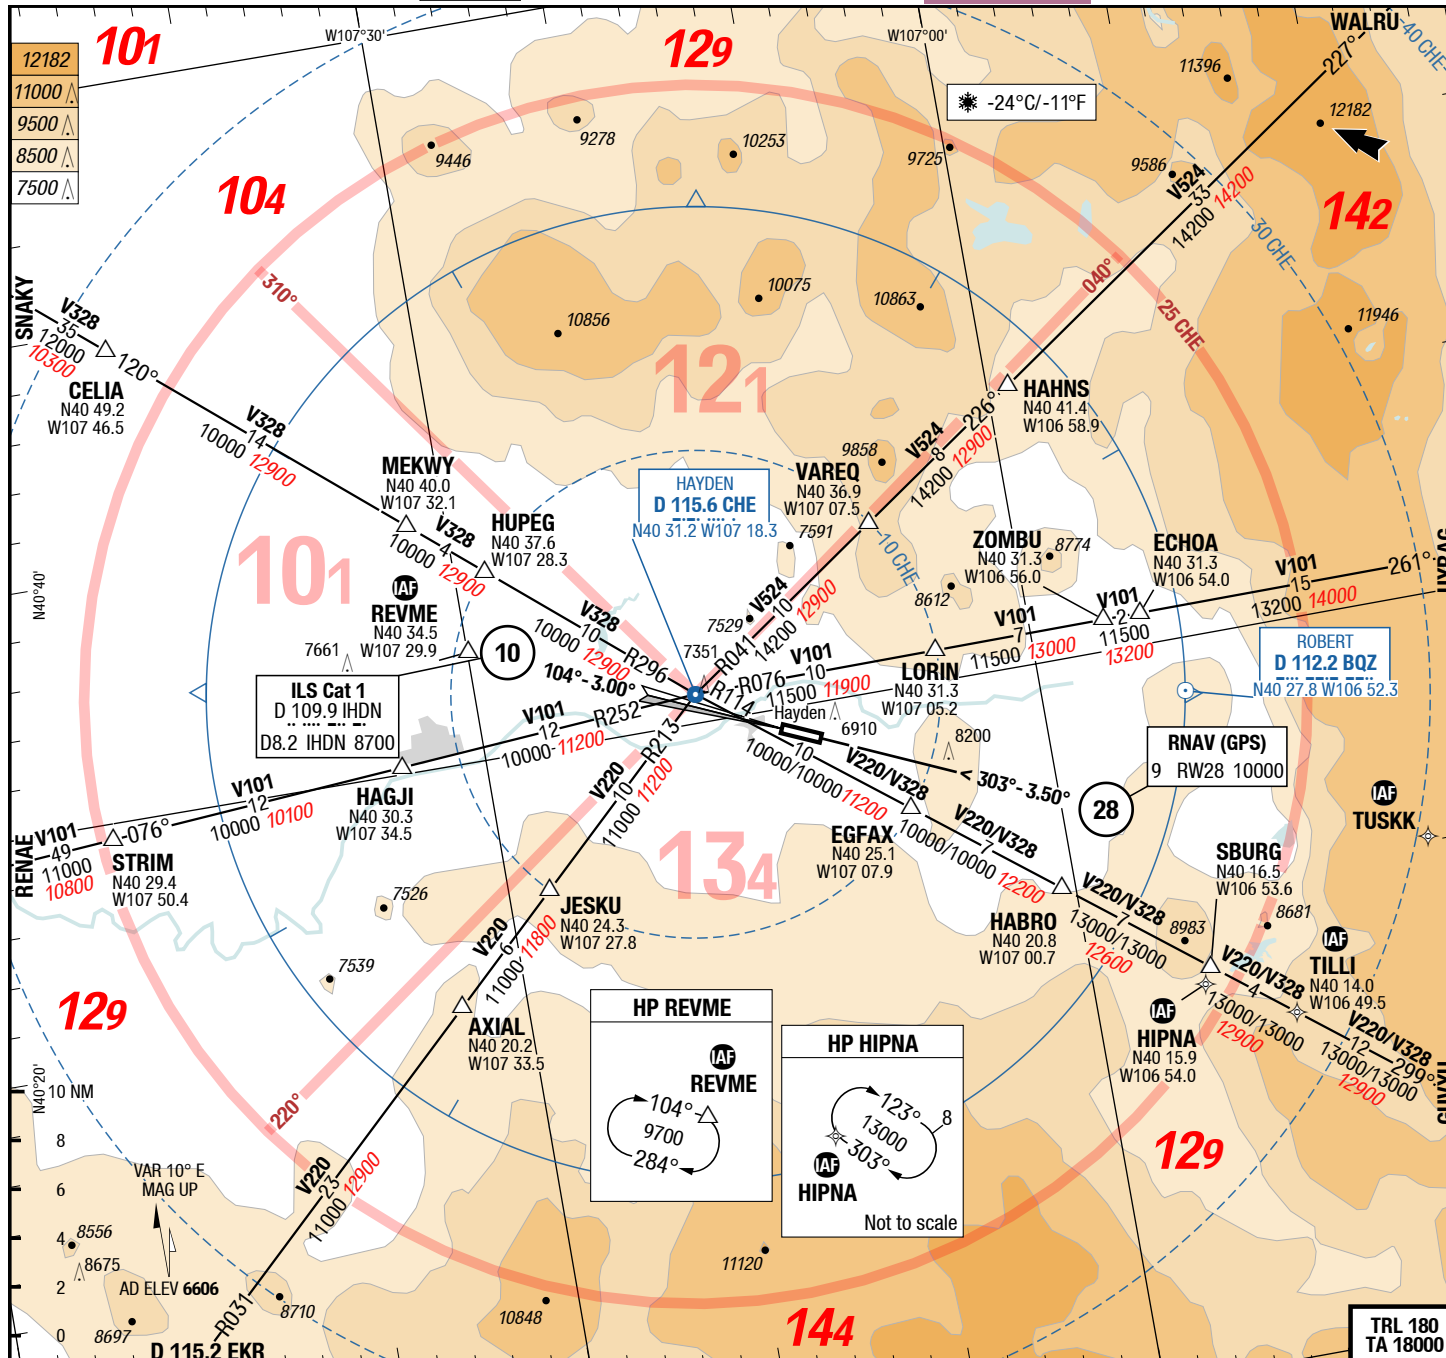 101
129
W107°30'
W107°00'
WALRU
40 CHE
227°
12182
11000
9500
8500
7500
9446
9278
10253
9725
-24°C/-11°F
11396
12182
9586
V524
33
14200 14200
142
104
30 CHE
310°
040°
25 CHE
SNAKY
V328
35
12000
10300
120°
CELIA
N40 49.2
W107 46.5
10856
10075
10863
11946
121
HAHNS
N40 41.4
W106 58.9
226°
V524
8
14200 12900
V328
14
10000 12900
MEKWY
N40 40.0
W107 32.1
V328
4
10000 12900
HUPEG
N40 37.6
W107 28.3
HAYDEN
D 115.6 CHE
N40 31.2 W107 18.3
9858
VAREQ
N40 36.9
W107 07.5
7591
10 CHE
ZOMBU
N40 31.3
W106 56.0
8774
ECHOA
N40 31.3
W106 54.0
V101
15
13200 14000
261°
101
N40°40'
IAF
REVME
N40 34.5
W107 29.9
V328
10
10000 12900
R296
7529
V524
10
14200 12900
R041
8612
V101
2
11500
13200
V101
7
11500 13000
7661
10
7351
104° - 3.00°
V101
10
11500 11900
R076
R114
LORIN
N40 31.3
W107 05.2
ROBERT
D 112.2 BQZ
N40 27.8 W106 52.3
ILS Cat 1
D 109.9 IHDN
D8.2 IHDN 8700
V101
12
10000 11200
R252
R213
Hayden
6910
8200
RNAV (GPS)
9 RW28 10000
< 303° - 3.50°
28
V101
12
10000 10100
HAGJI
N40 30.3
W107 34.5
V220
10
11000 11200
10
10000/10000 11200
V220/V328
IAF
TUSKK
RENAE
V101
49
11000
10800
076°
STRIM
N40 29.4
W107 50.4
134
EGFAX
N40 25.1
W107 07.9
V220/V328
7
10000/10000 12200
SBURG
N40 16.5
W106 53.6
7526
JESKU
N40 24.3
W107 27.8
HABRO
N40 20.8
W107 00.7
V220/V328
7
13000/13000
12600
8983
8681
7539
V220
6
11000 11800
IAF
TILLI
N40 14.0
W106 49.5
V220/V328
4
13000/13000
12900
129
AXIAL
N40 20.2
W107 33.5
HP REVME
IAF
REVME
104°
9700
284°
HP HIPNA
123°
13000
303°
8
IAF
HIPNA
Not to scale
IAF
HIPNA
N40 15.9
W106 54.0
V220/V328
12
13000/13000
12900
299°
N40°20'
10 NM
8
6
4
2
0
220°
129
VAR 10° E
MAG UP
V220
23
11000 12900
8556
8675
AD ELEV 6606
8697
8710
R031
D 115.2 EKR
11120
10848
144
TRL 180
TA 18000